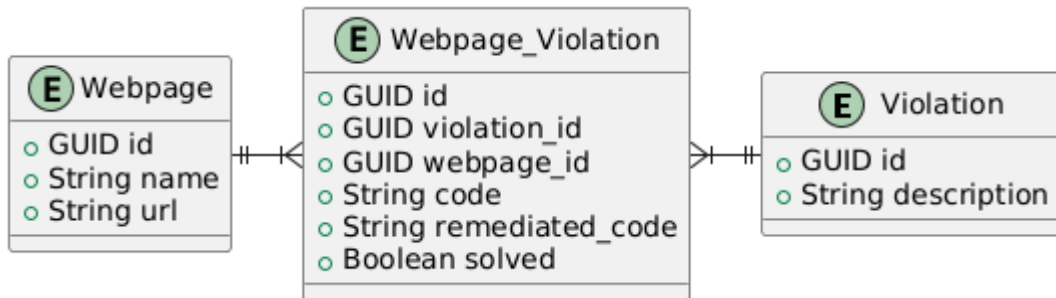 E Webpage
GUID id
String name
String url
E Webpage_Violation
GUID id
GUID violation_id
GUID webpage_id
String code
String remediated_code
Boolean solved
E Violation
GUID id
String description